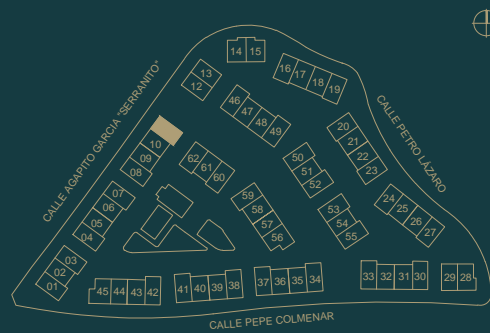 CALLE AGAPITO GARCIA "SERRANITO"
CALLE PETRO LÁZARO
CALLE PEPE COLMENAR
14 15
13
12
16 17 18 19
46 47 48 49
20
21
22
23
10
09
08
62 61 60
50
51
52
07
06
05
04
59
58
57
56
53
54
55
24 25 26 27
03
02
01
45 44 43 42
41 40 39 38
37 36 35 34
33 32 31 30
29 28